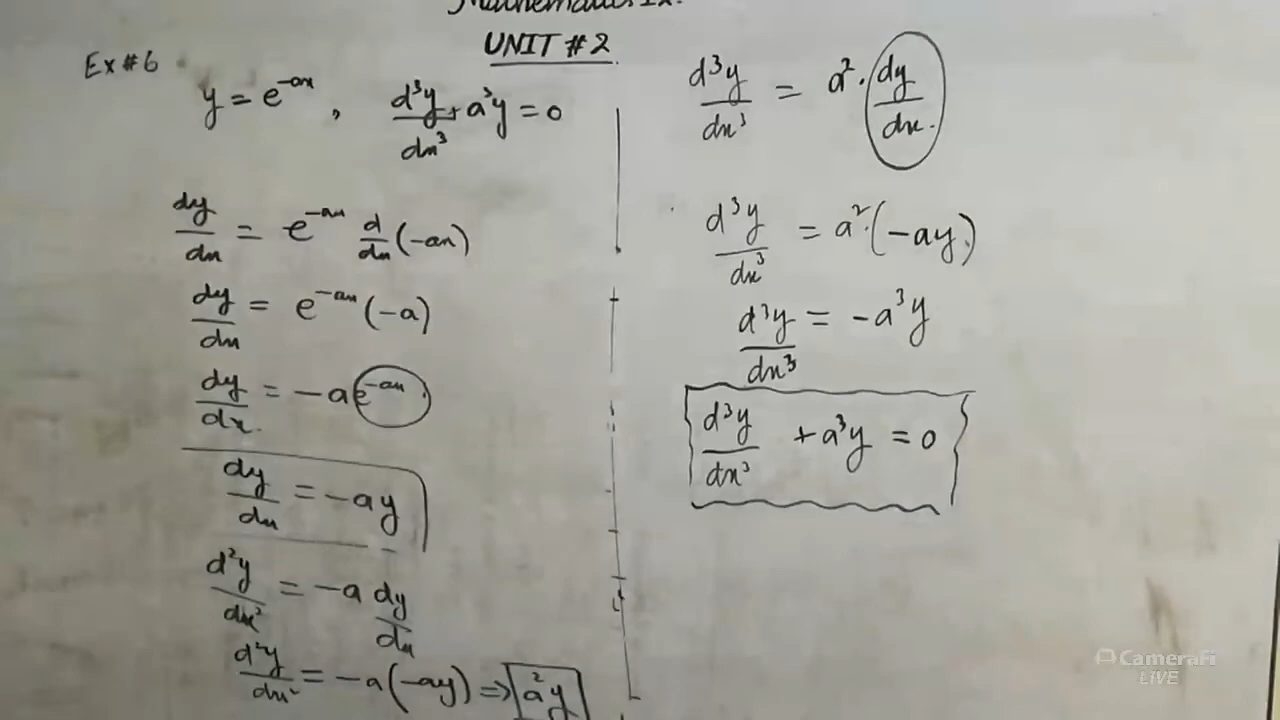 UNIT # 2
Ex # 6
y = e^{-ax} , d³y/dx³ + a³y = 0
dy/dx = e^{-ax} d/dx (-ax)
dy/dx = e^{-ax} (-a)
dy/dx = -a e^{-ax}.
dy/dx = -ay
d²y/dx² = -a dy/dx
d²y/dx² = -a(-ay) ⇒ a²y
d³y/dx³ = a² · dy/dx.
d³y/dx³ = a² · (-ay)
d³y/dx³ = -a³y
d³y/dx³ + a³y = 0
CameraFi
LIVE